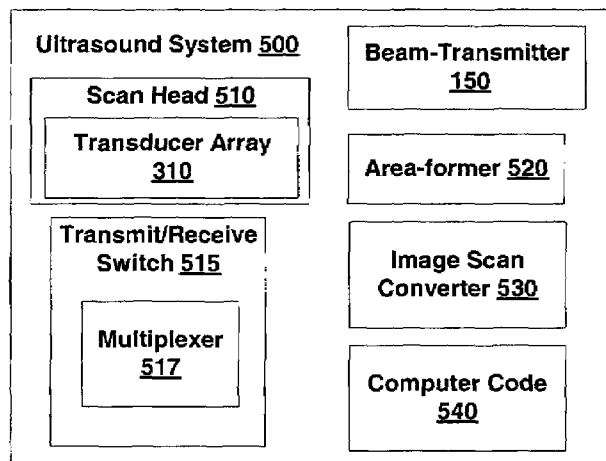 Ultrasound System 500
Scan Head 510
Transducer Array
310
Transmit/Receive
Switch 515
Multiplexer
517
Beam-Transmitter
150
Area-former 520
Image Scan
Converter 530
Computer Code
540